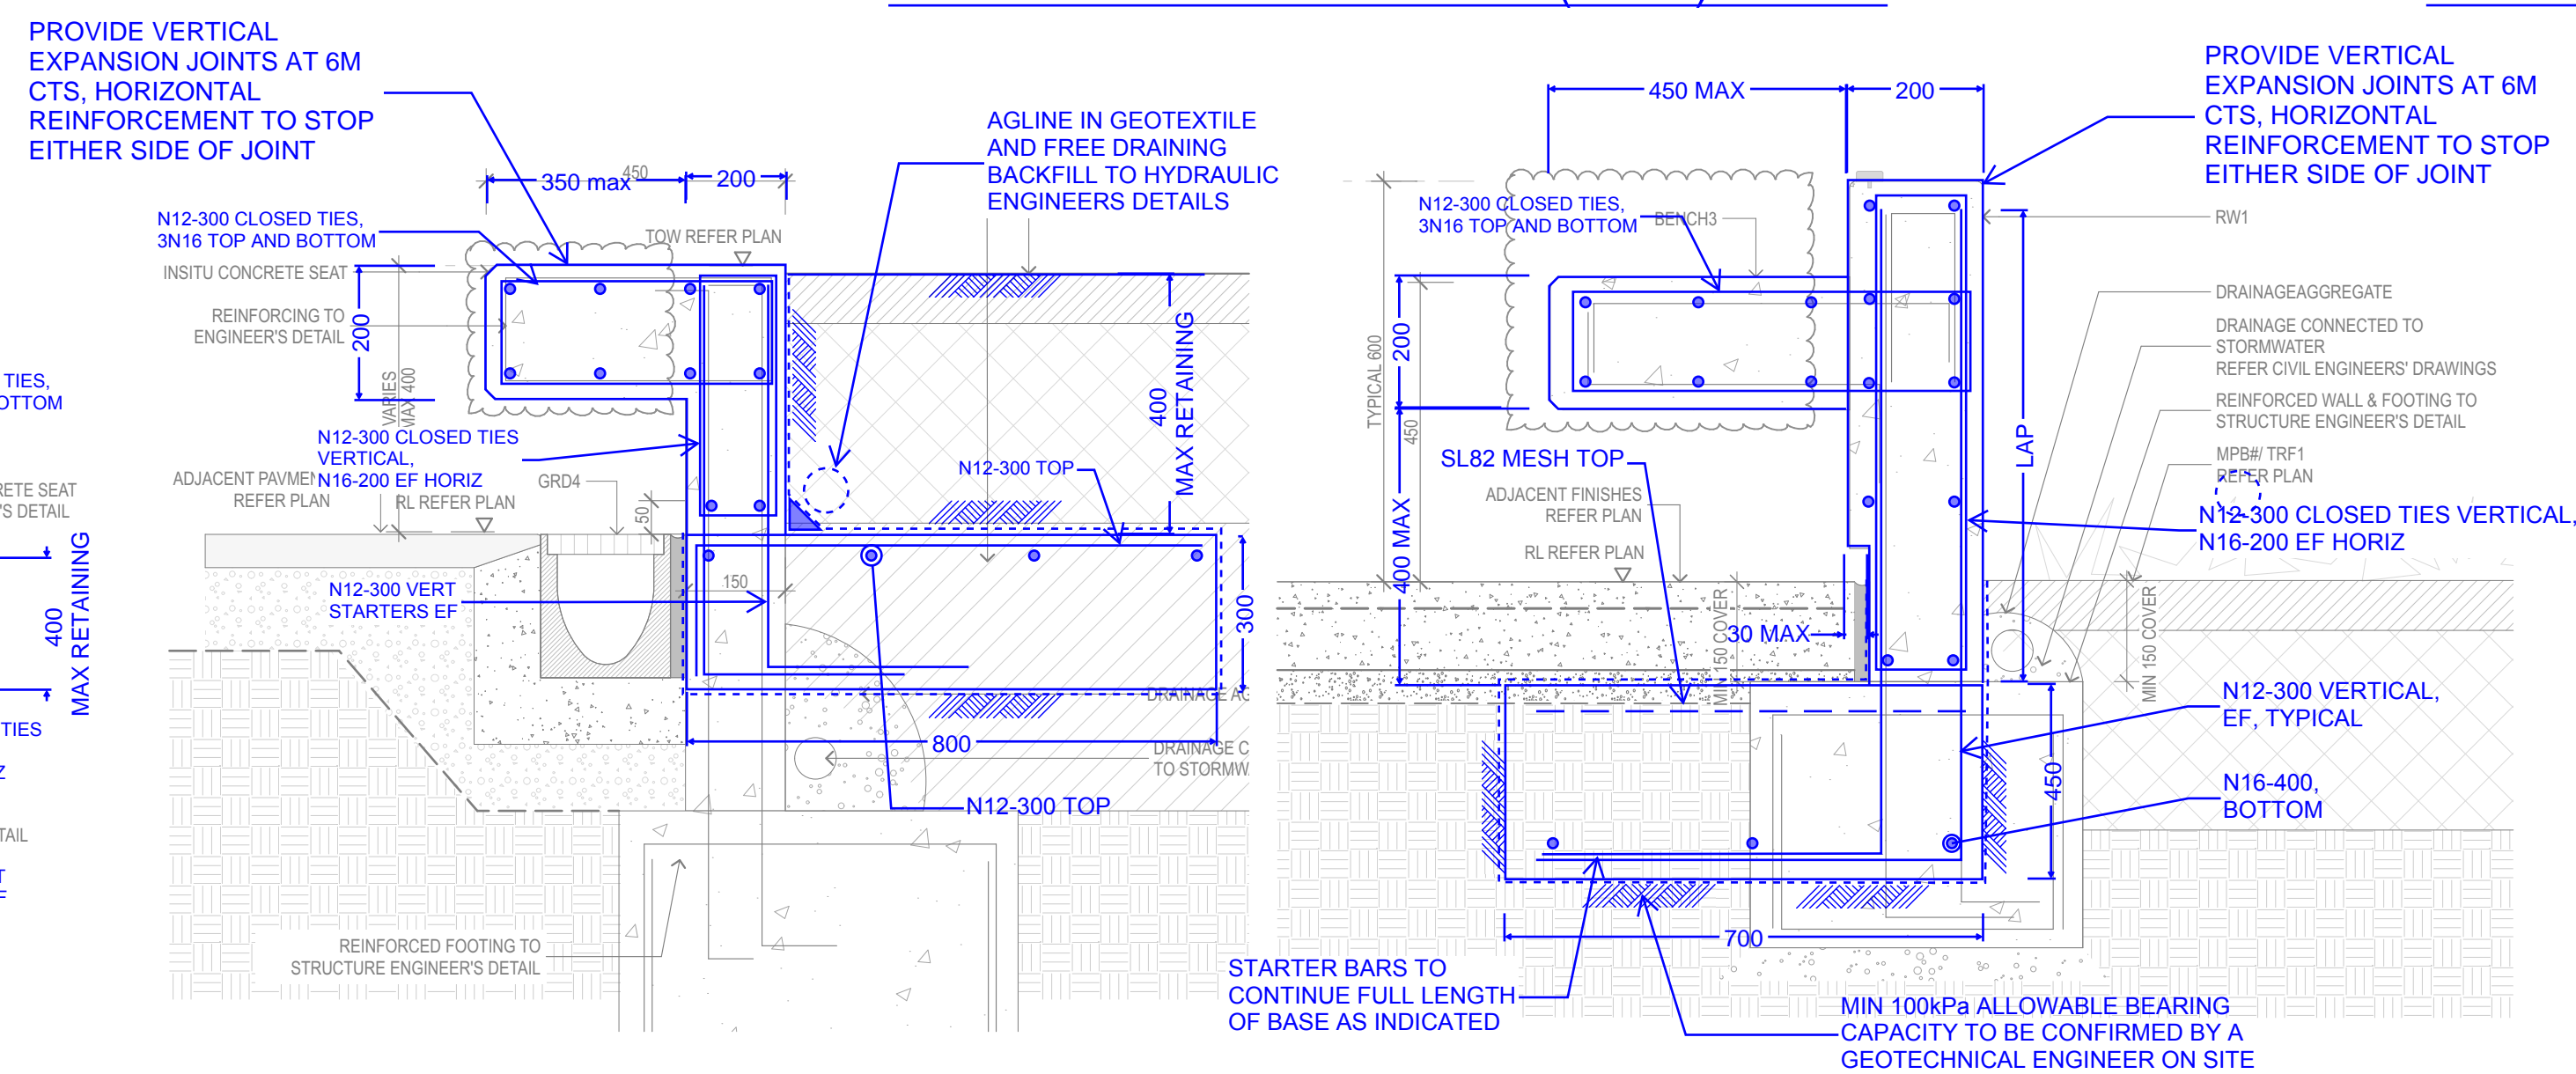 PROVIDE VERTICAL
EXPANSION JOINTS AT 6M
CTS, HORIZONTAL
REINFORCEMENT TO STOP
EITHER SIDE OF JOINT
450
350 max
200
N12-300 CLOSED TIES,
3N16 TOP AND BOTTOM
TOW REFER PLAN
INSITU CONCRETE SEAT
REINFORCING TO
ENGINEER'S DETAIL
200
VARIES
MAX 400
AGLINE IN GEOTEXTILE
AND FREE DRAINING
BACKFILL TO HYDRAULIC
ENGINEERS DETAILS
400
MAX RETAINING
TIES,
OTTOM
N12-300 CLOSED TIES
VERTICAL,
N16-200 EF HORIZ
ADJACENT PAVMEN
REFER PLAN
RL REFER PLAN
GRD4
50
N12-300 TOP
RETE SEAT
'S DETAIL
400
MAX RETAINING
N12-300 VERT
STARTERS EF
150
300
DRAINAGE AG
800
DRAINAGE C
TO STORMW
N12-300 TOP
TIES
Z
TAIL
T
F
REINFORCED FOOTING TO
STRUCTURE ENGINEER'S DETAIL
450 MAX
200
PROVIDE VERTICAL
EXPANSION JOINTS AT 6M
CTS, HORIZONTAL
REINFORCEMENT TO STOP
EITHER SIDE OF JOINT
N12-300 CLOSED TIES,
3N16 TOP AND BOTTOM
BENCH3
RW1
TYPICAL 600
450
200
DRAINAGEAGGREGATE
DRAINAGE CONNECTED TO
STORMWATER
REFER CIVIL ENGINEERS' DRAWINGS
REINFORCED WALL & FOOTING TO
STRUCTURE ENGINEER'S DETAIL
LAP
MPB#/ TRF1
REFER PLAN
SL82 MESH TOP
ADJACENT FINISHES
REFER PLAN
RL REFER PLAN
400 MAX
N12-300 CLOSED TIES VERTICAL,
N16-200 EF HORIZ
MIN 150 COVER
30 MAX
MIN 150 COVER
N12-300 VERTICAL,
EF, TYPICAL
450
N16-400,
BOTTOM
700
STARTER BARS TO
CONTINUE FULL LENGTH
OF BASE AS INDICATED
MIN 100kPa ALLOWABLE BEARING
CAPACITY TO BE CONFIRMED BY A
GEOTECHNICAL ENGINEER ON SITE